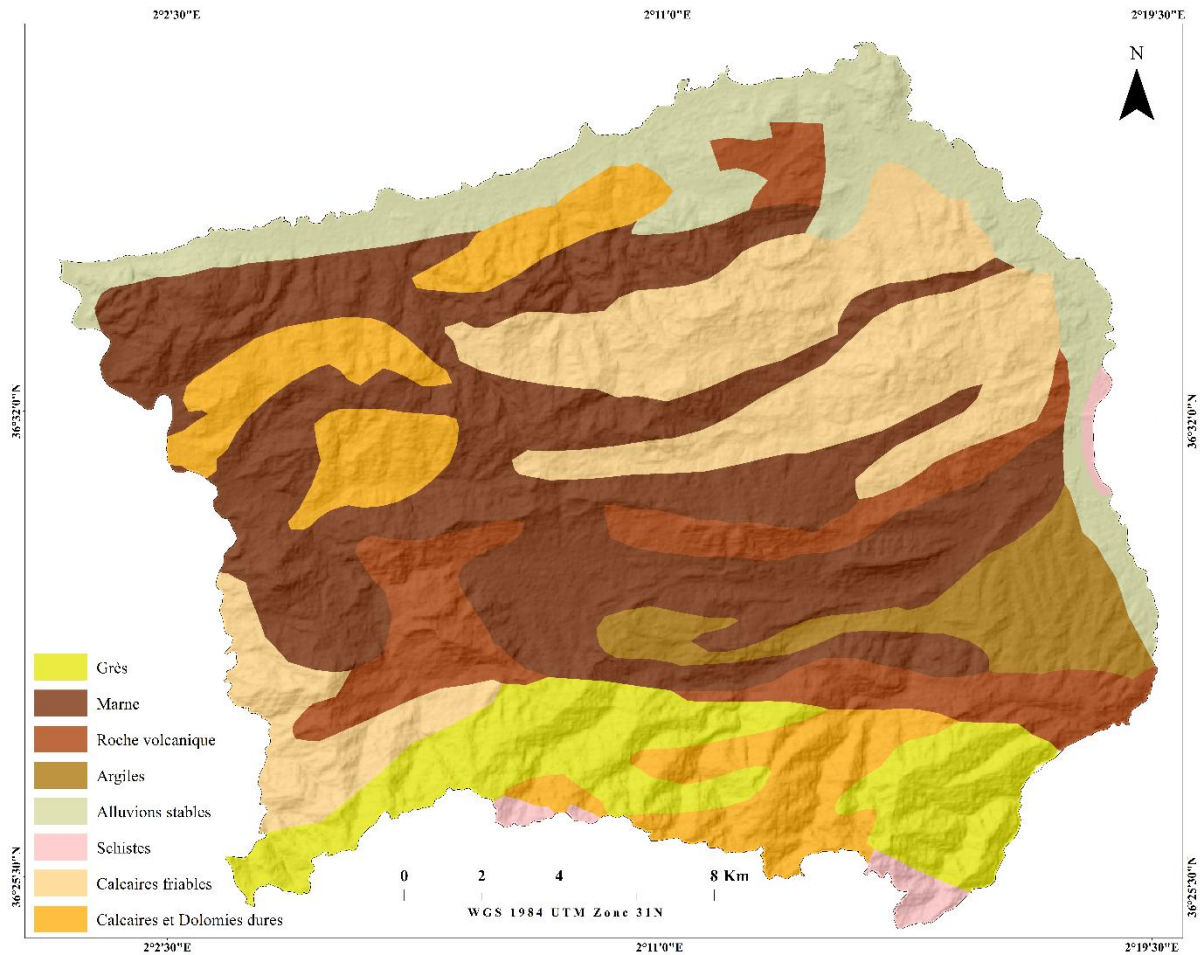 2°2'30"E 2°11'0"E 2°19'30"E
N
36°32'0"N 36°32'0"N
Grès
Marne
Roche volcanique
Argiles
Alluvions stables
Schistes
Calcaires friables
Calcaires et Dolomies dures
0 2 4 8 Km
WGS 1984 UTM Zone 31N
36°25'30"N 36°25'30"N
2°2'30"E 2°11'0"E 2°19'30"E